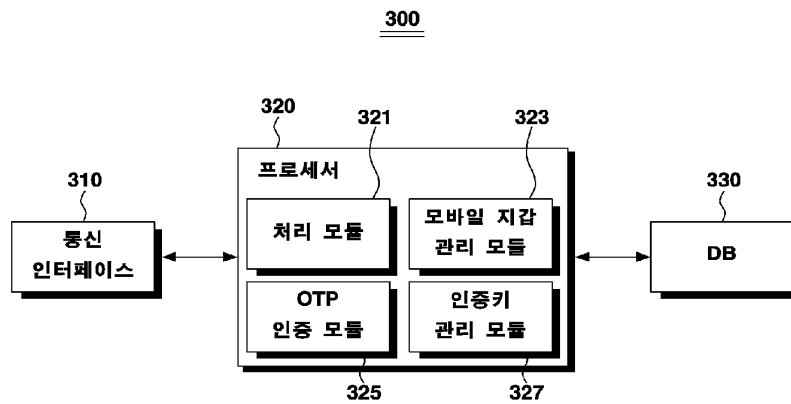 300
320
321
323
프로세서
310
330
통신
인터페이스
처리 모듈
모바일 지갑
관리 모듈
DB
OTP
인증 모듈
인증키
관리 모듈
325
327